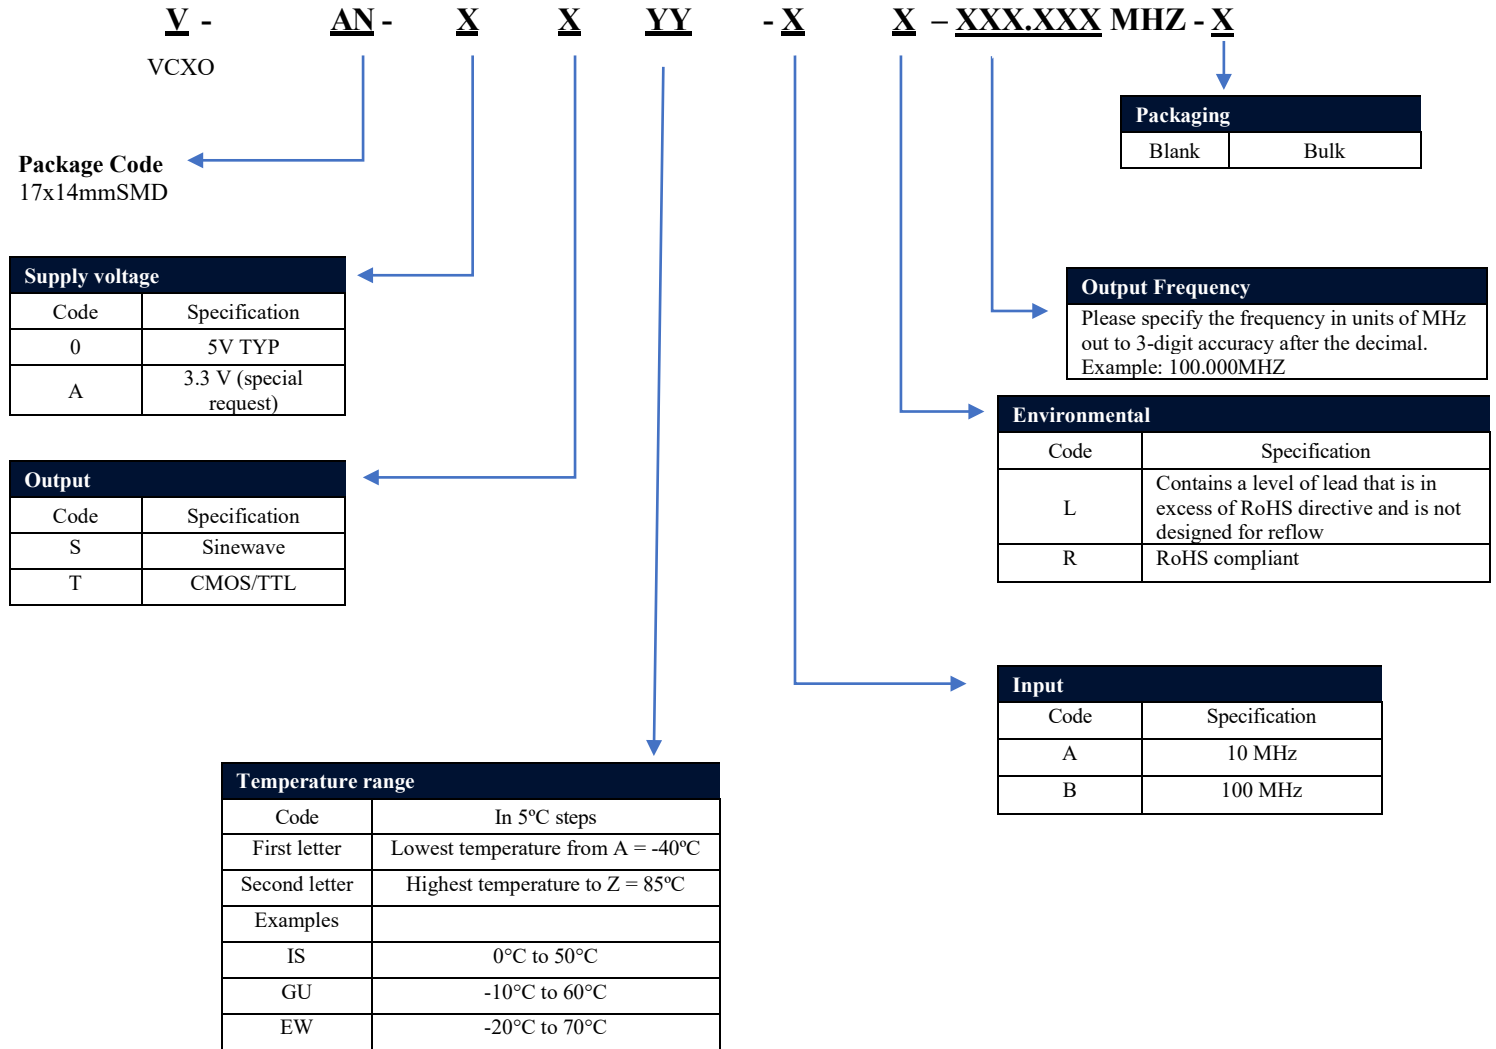 V - AN - X X YY - X X – XXX.XXX MHZ - X
VCXO
Package Code
17x14mmSMD
Packaging
Blank Bulk
Supply voltage
Code Specification
0 5V TYP
A 3.3 V (special
request)
Output Frequency
Please specify the frequency in units of MHz
out to 3-digit accuracy after the decimal.
Example: 100.000MHZ
Environmental
Code Specification
L Contains a level of lead that is in
excess of RoHS directive and is not
designed for reflow
R RoHS compliant
Output
Code Specification
S Sinewave
T CMOS/TTL
Input
Code Specification
A 10 MHz
B 100 MHz
Temperature range
Code In 5ºC steps
First letter Lowest temperature from A = -40ºC
Second letter Highest temperature to Z = 85ºC
Examples
IS 0°C to 50°C
GU -10°C to 60°C
EW -20°C to 70°C